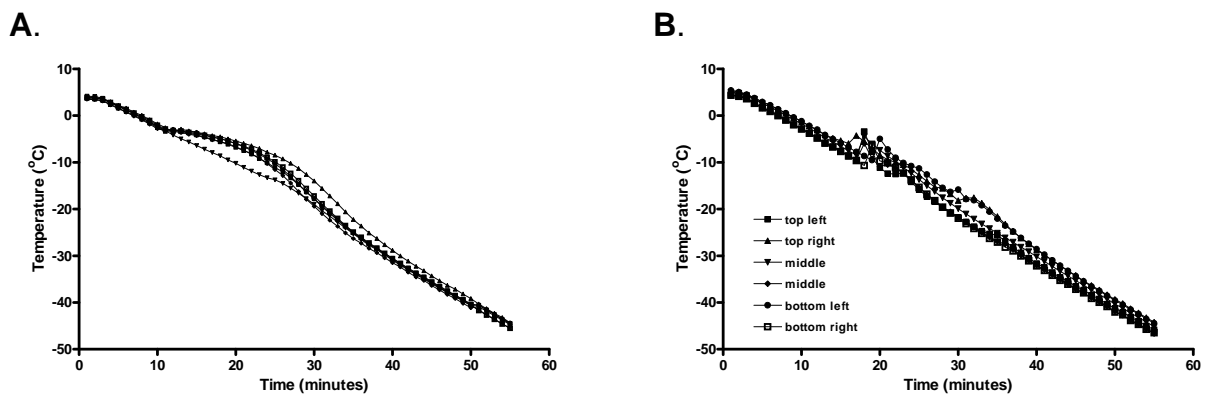 A.
B.
10
0
-10
-20
-30
-40
-50
Temperature (°C)
0 10 20 30 40 50 60
Time (minutes)
10
0
-10
-20
-30
-40
-50
Temperature (°C)
top left
top right
middle
middle
bottom left
bottom right
0 10 20 30 40 50 60
Time (minutes)